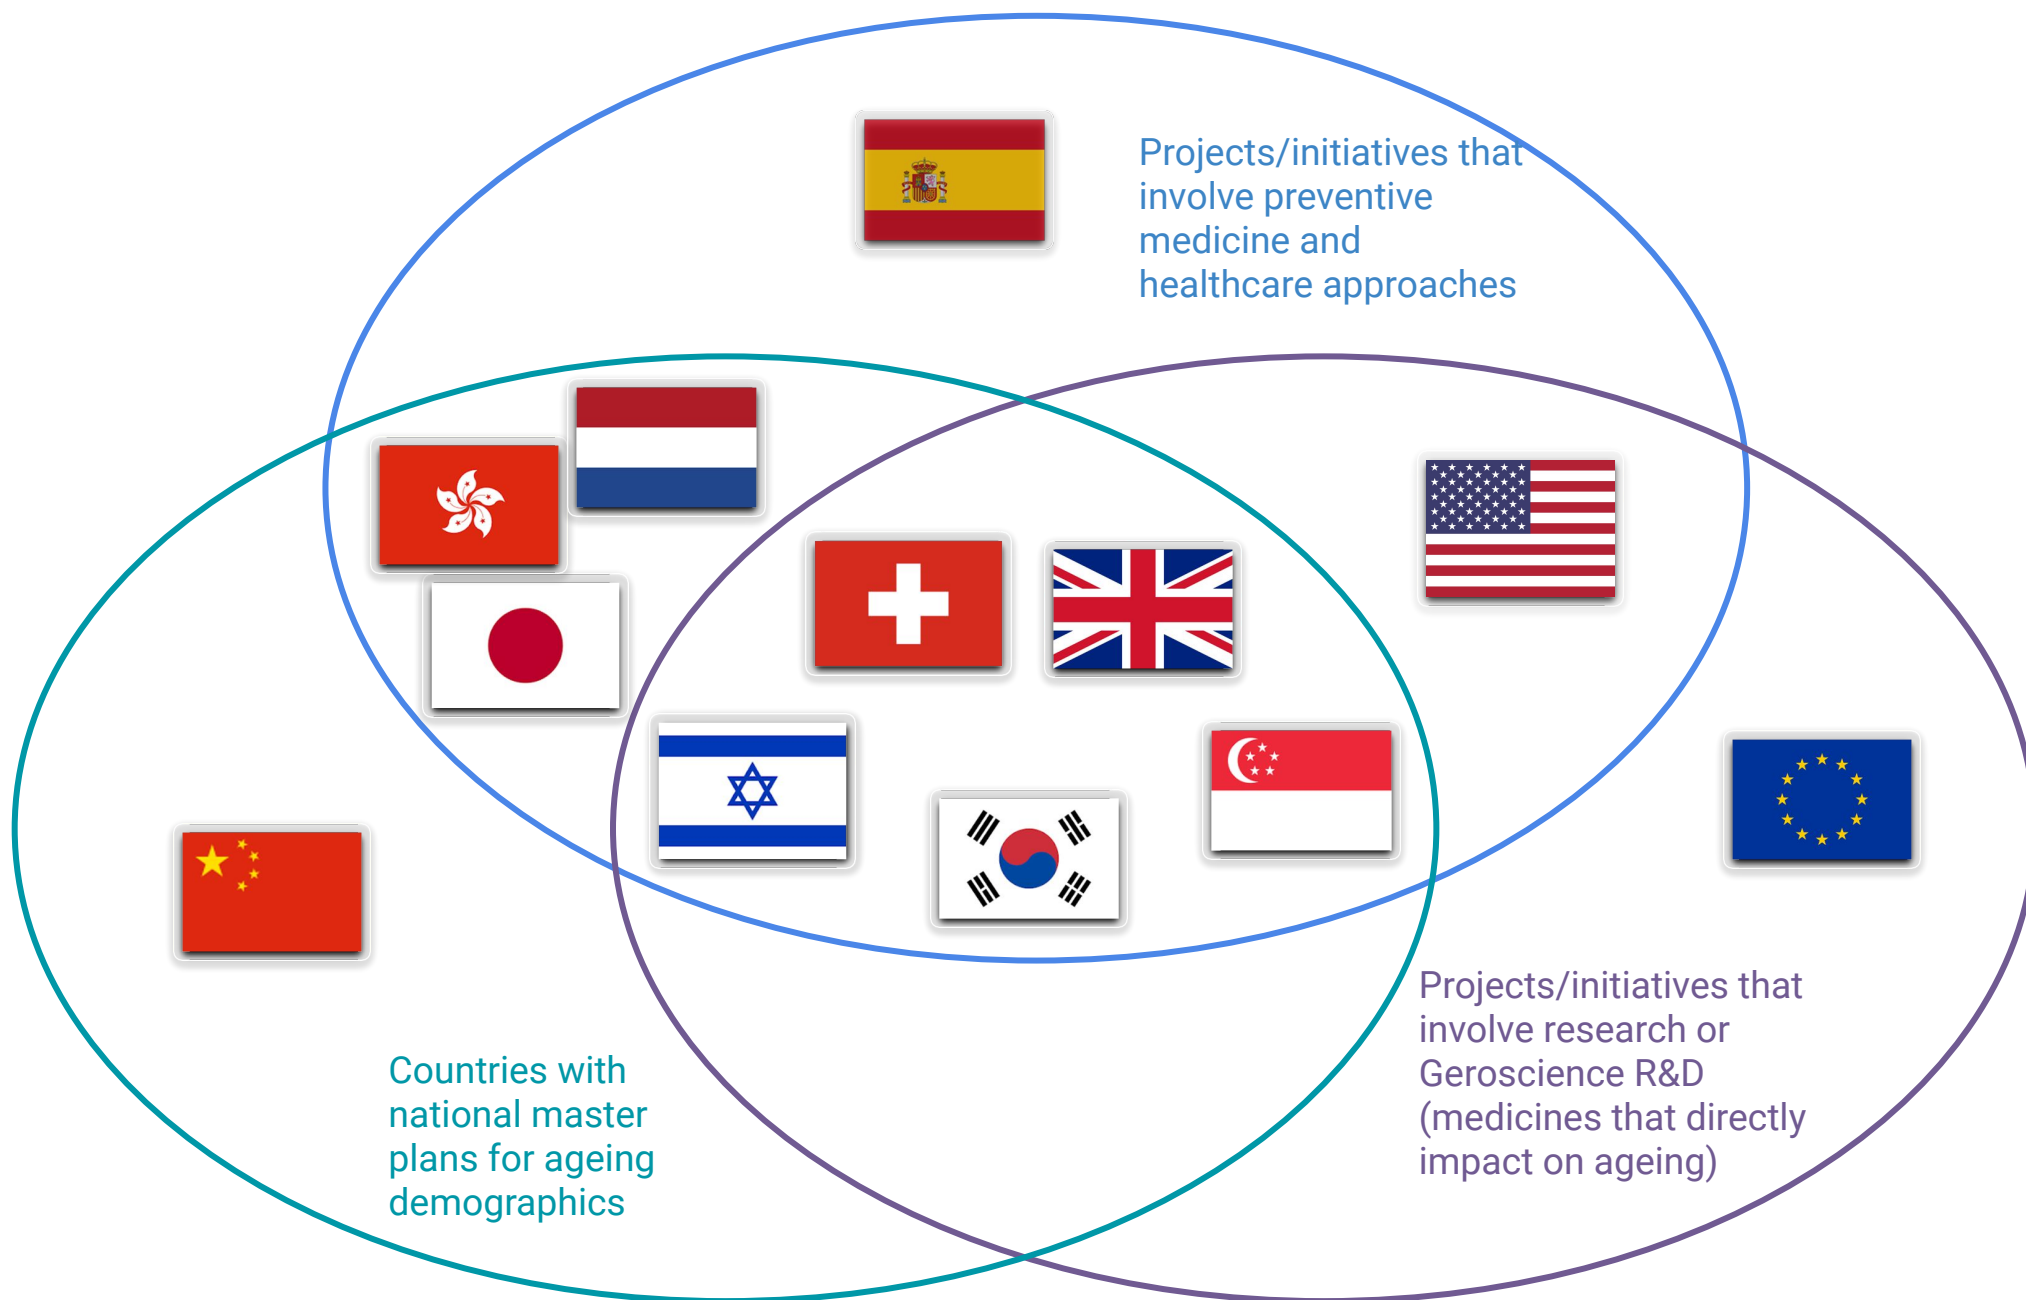 Projects/initiatives that
involve preventive
medicine and
healthcare approaches
Countries with
national master
plans for ageing
demographics
Projects/initiatives that
involve research or
Geroscience R&D
(medicines that directly
impact on ageing)